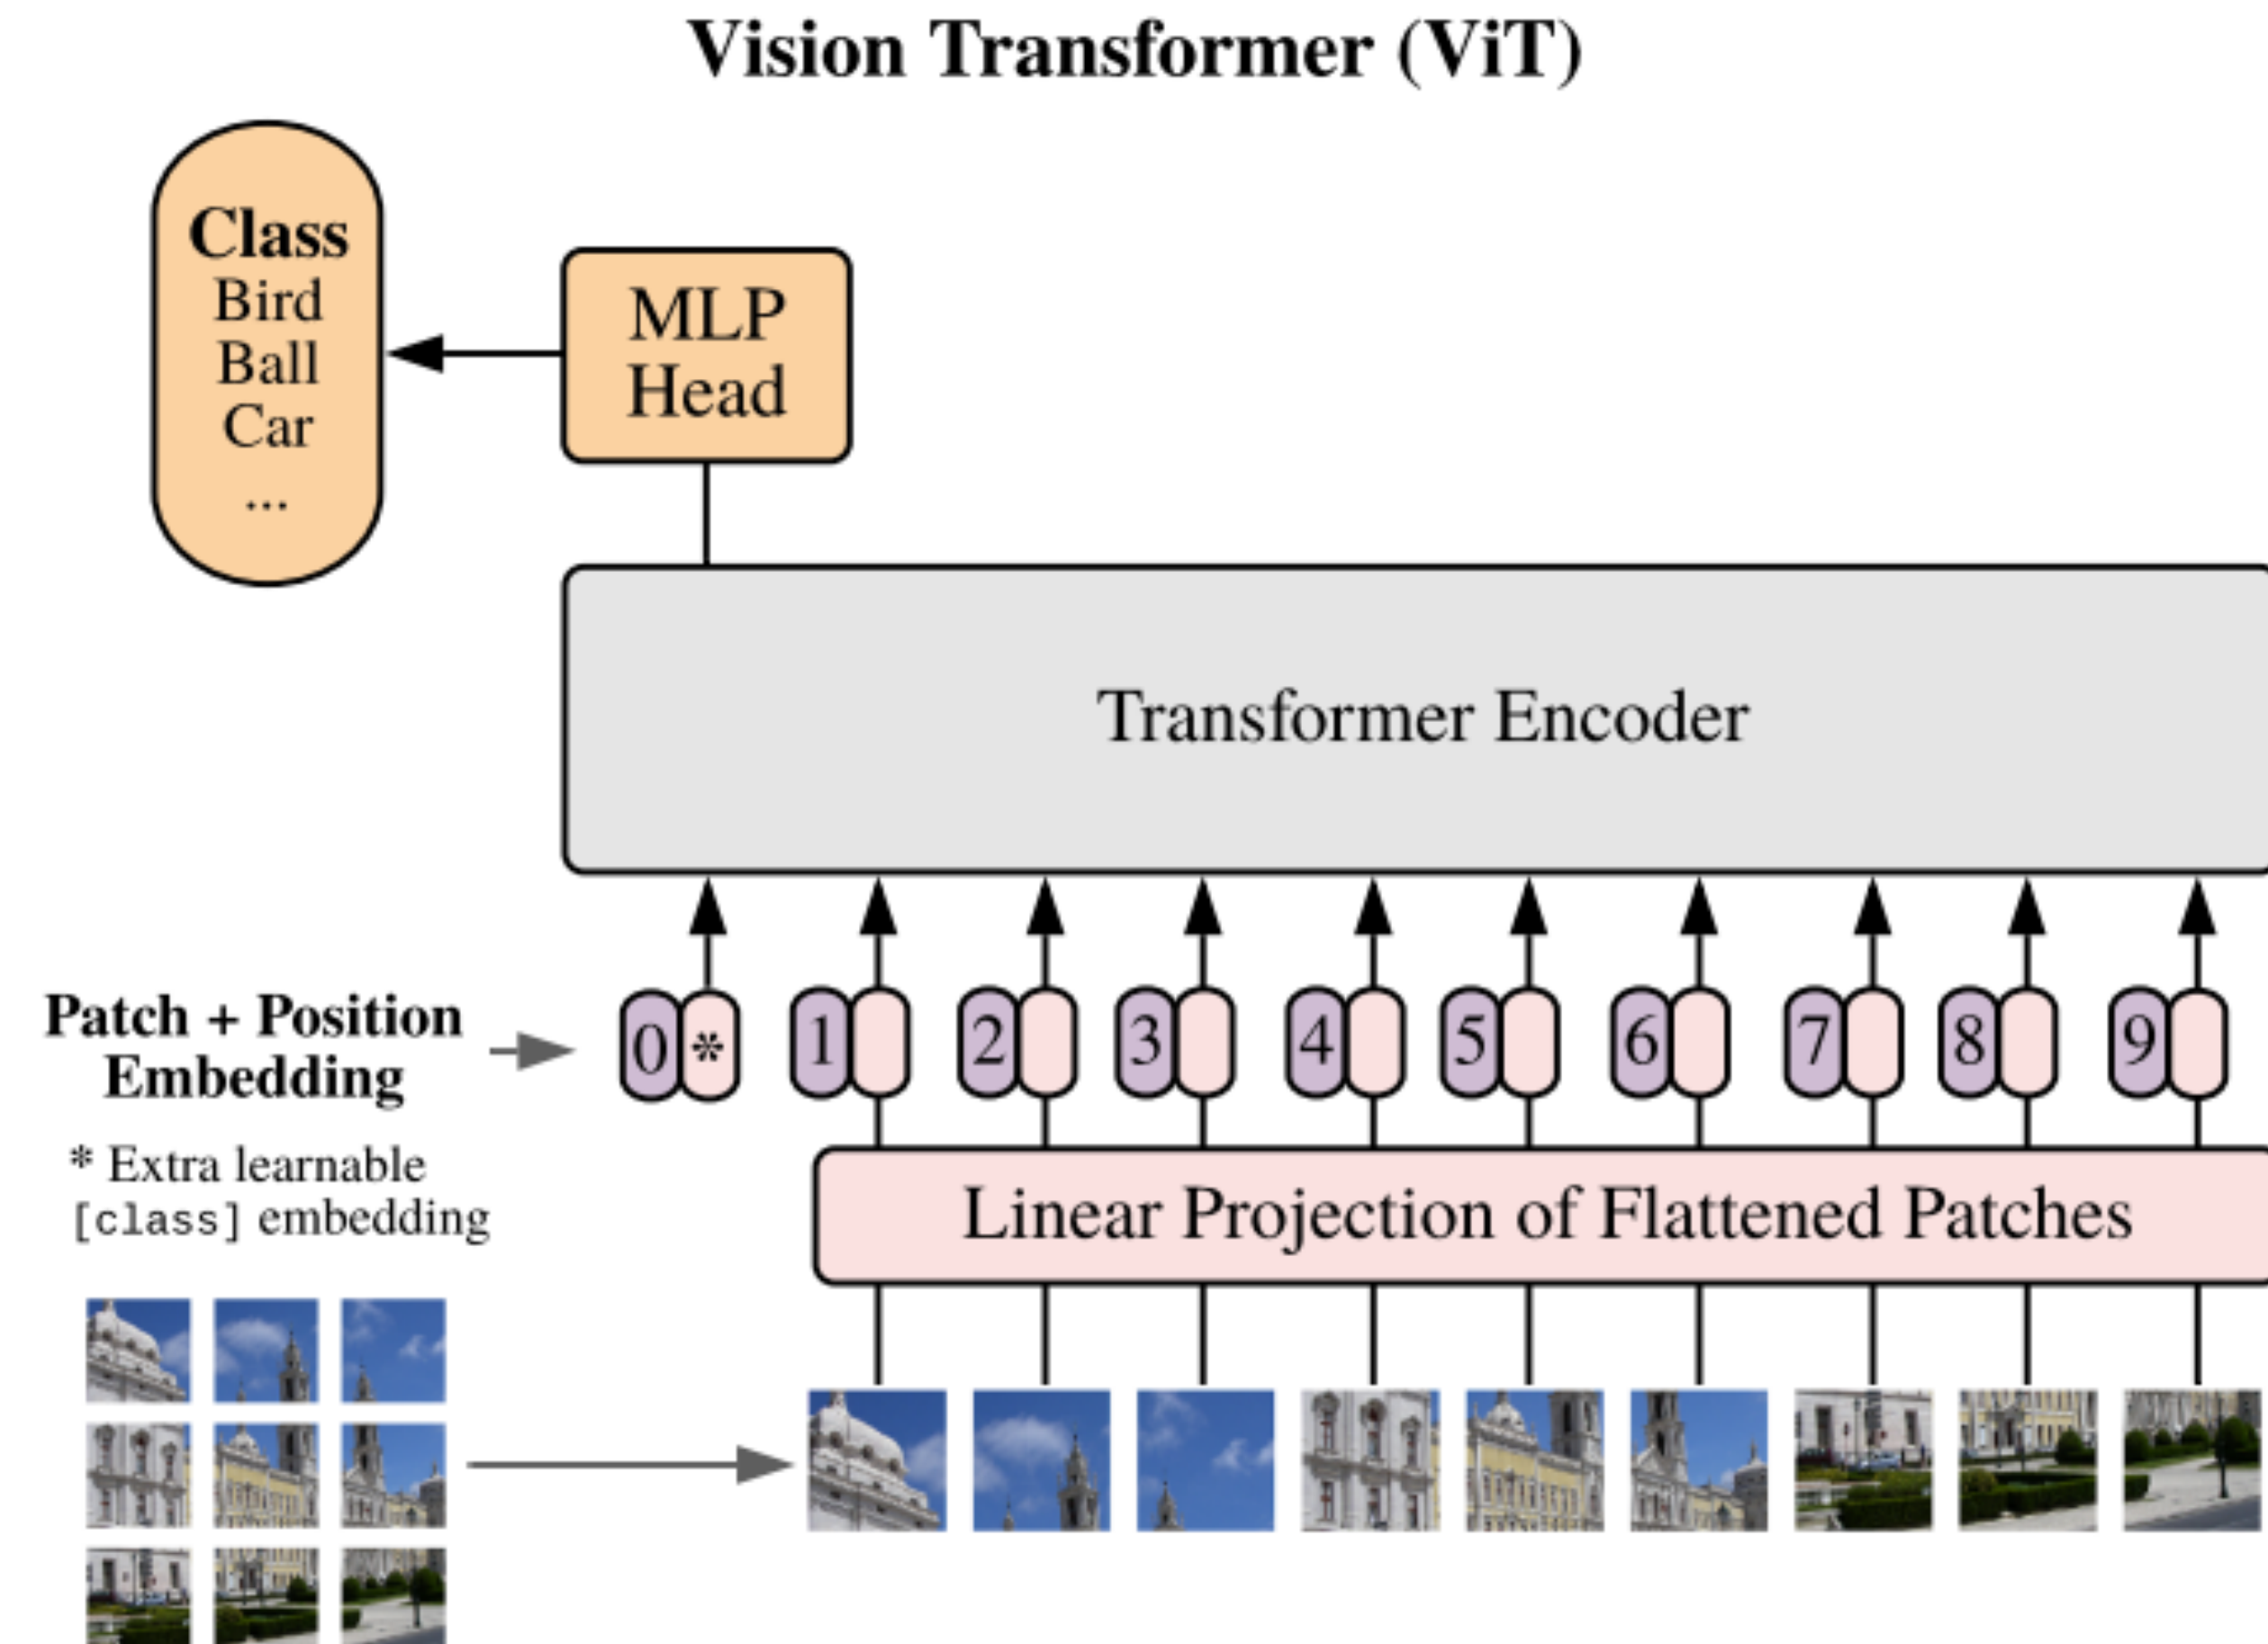 Vision Transformer (ViT)
Class
Bird
Ball
Car
...
MLP
Head
Transformer Encoder
Patch + Position
Embedding
0 * 1 2 3 4 5 6 7 8 9
* Extra learnable
[class] embedding
Linear Projection of Flattened Patches